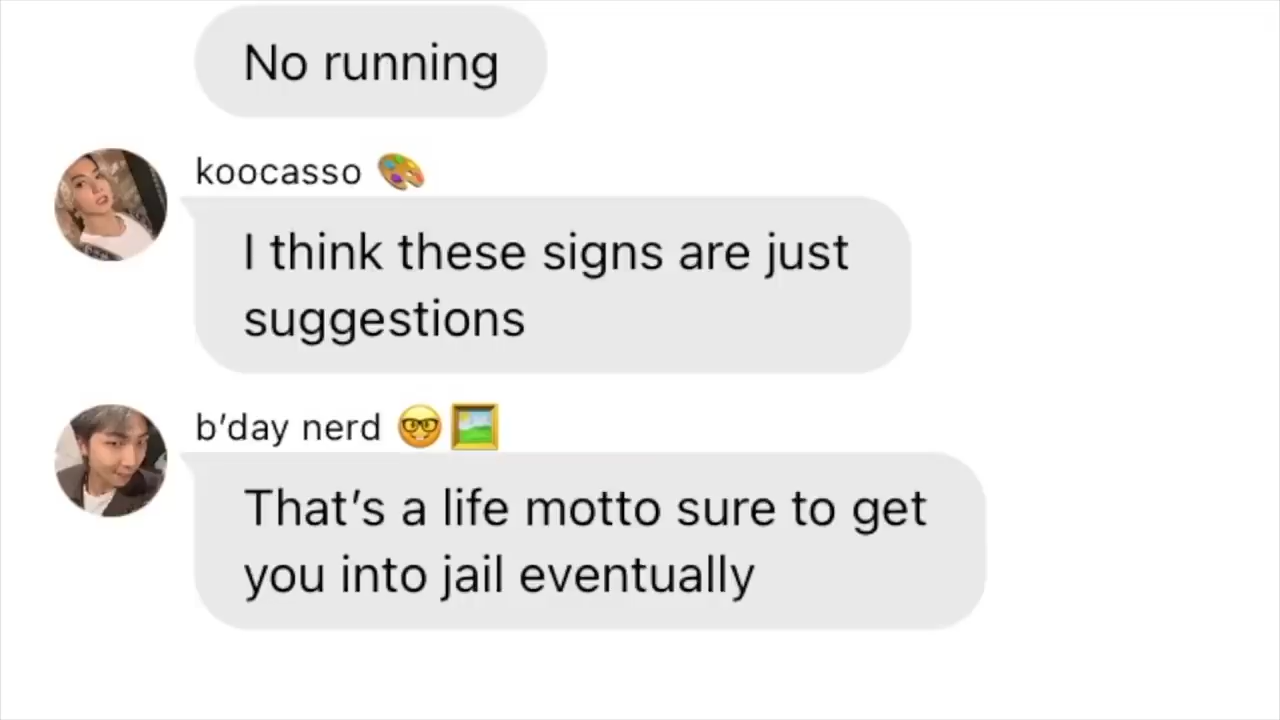 No running
koocasso 🎨
I think these signs are just
suggestions
b’day nerd 🤓🖼️
That’s a life motto sure to get
you into jail eventually